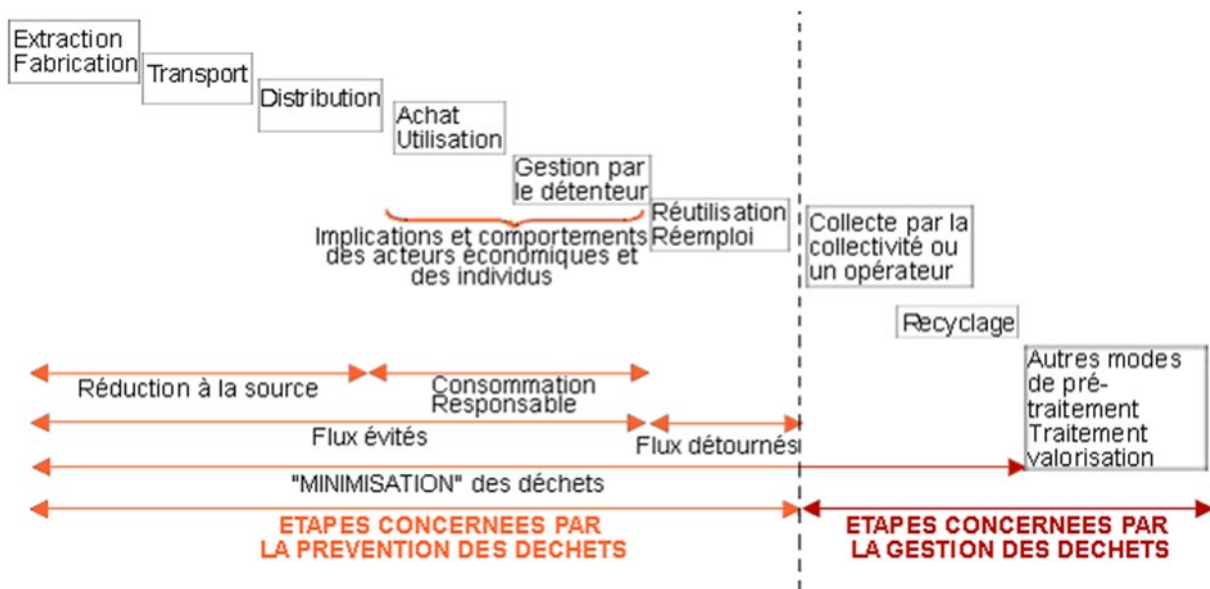 Extraction
Fabrication
Transport
Distribution
Achat
Utilisation
Gestion par
le détenteur
Réutilisation
Réemploi
Implications et comportements
des acteurs économiques et
des individus
Collecte par la
collectivité ou
un opérateur
Recyclage
Autres modes
de pré-
traitement
Traitement
valorisation
Réduction à la source
Consommation
Responsable
Flux évités
Flux détournés
"MINIMISATION" des déchets
ETAPES CONCERNEES PAR
LA PREVENTION DES DECHETS
ETAPES CONCERNEES PAR
LA GESTION DES DECHETS